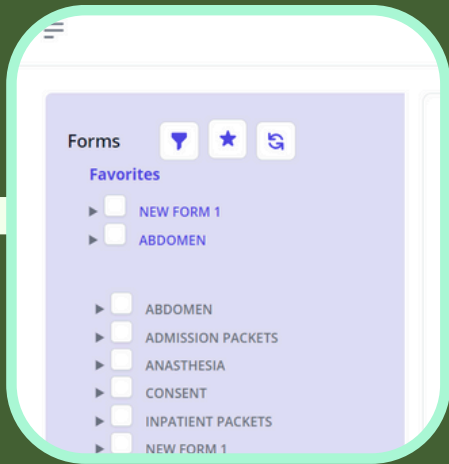 Forms
Favorites
NEW FORM 1
ABDOMEN
ABDOMEN
ADMISSION PACKETS
ANASTHESIA
CONSENT
INPATIENT PACKETS
NEW FORM 1